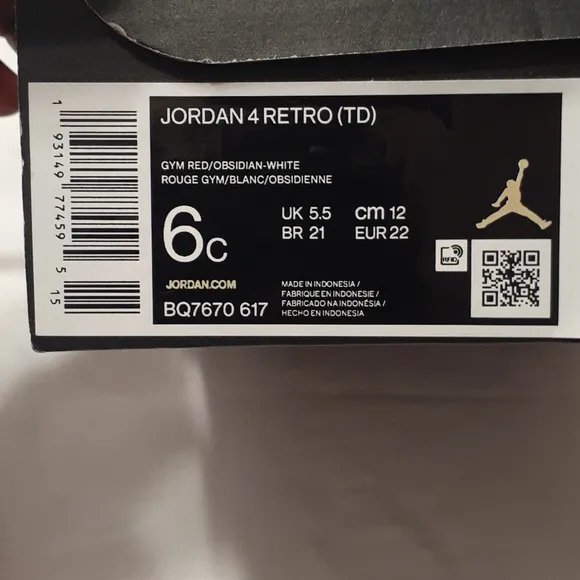 1 93149 77459 5 15
JORDAN 4 RETRO (TD)
GYM RED/OBSIDIAN-WHITE
ROUGE GYM/BLANC/OBSIDIENNE
6C
UK 5.5 cm 12
BR 21 EUR 22
RFID
JORDAN.COM
BQ7670 617
MADE IN INDONESIA /
FABRIQUE EN INDONESIE /
FABRICADO NA INDONÉSIA /
HECHO EN INDONESIA